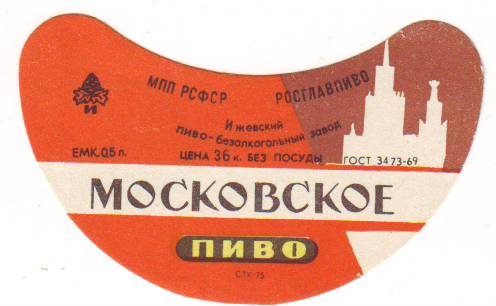 МПП РСФСР РОСГЛАВПИВО
И
Ижевский
пиво-безалкогольный завод
ЕМК. 0,5 л.
ЦЕНА 36 к. БЕЗ ПОСУДЫ
ГОСТ 3473-69
МОСКОВСКОЕ
ПИВО
СТК-75